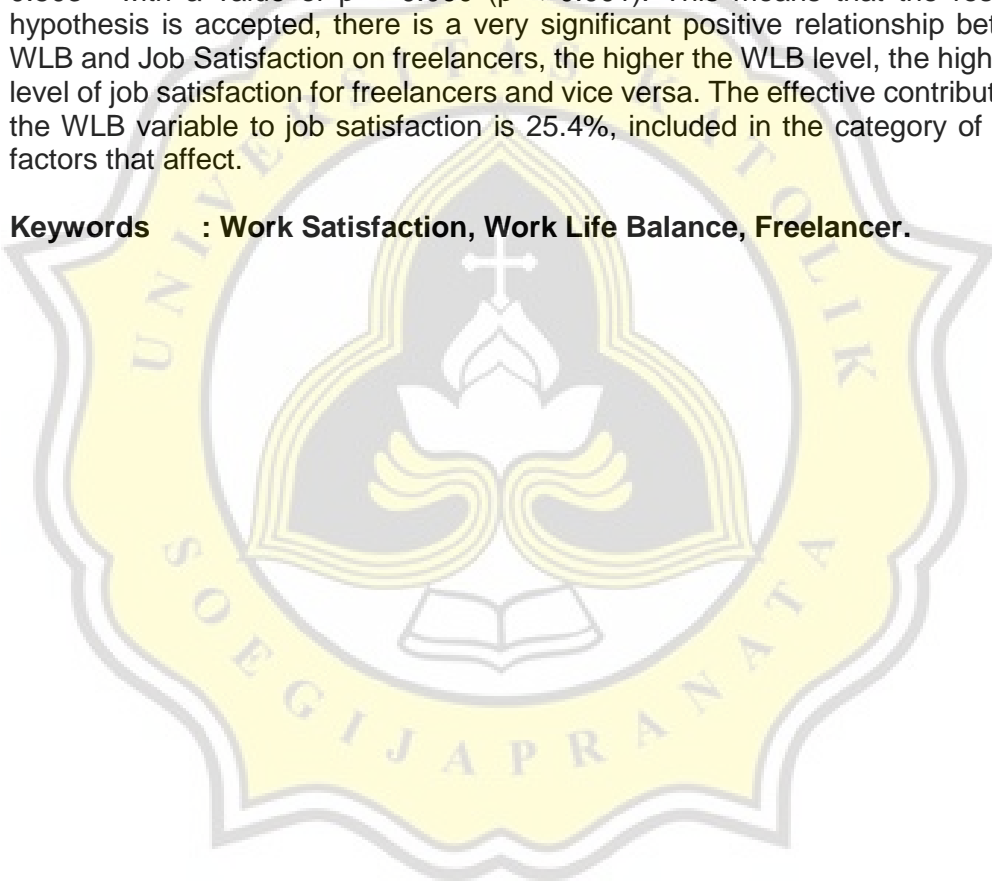 hypothesis is accepted, there is a very significant positive relationship
WLB and Job Satisfaction on freelancers, the higher the WLB level, the
level of job satisfaction for freelancers and vice versa. The effective
the WLB variable to job satisfaction is 25.4%, included in the category of
factors that affect.
Keywords : Work Satisfaction, Work Life Balance, Freelancer.
UNIVERSITAS KATOLIK
SOEGIJAPRANATA